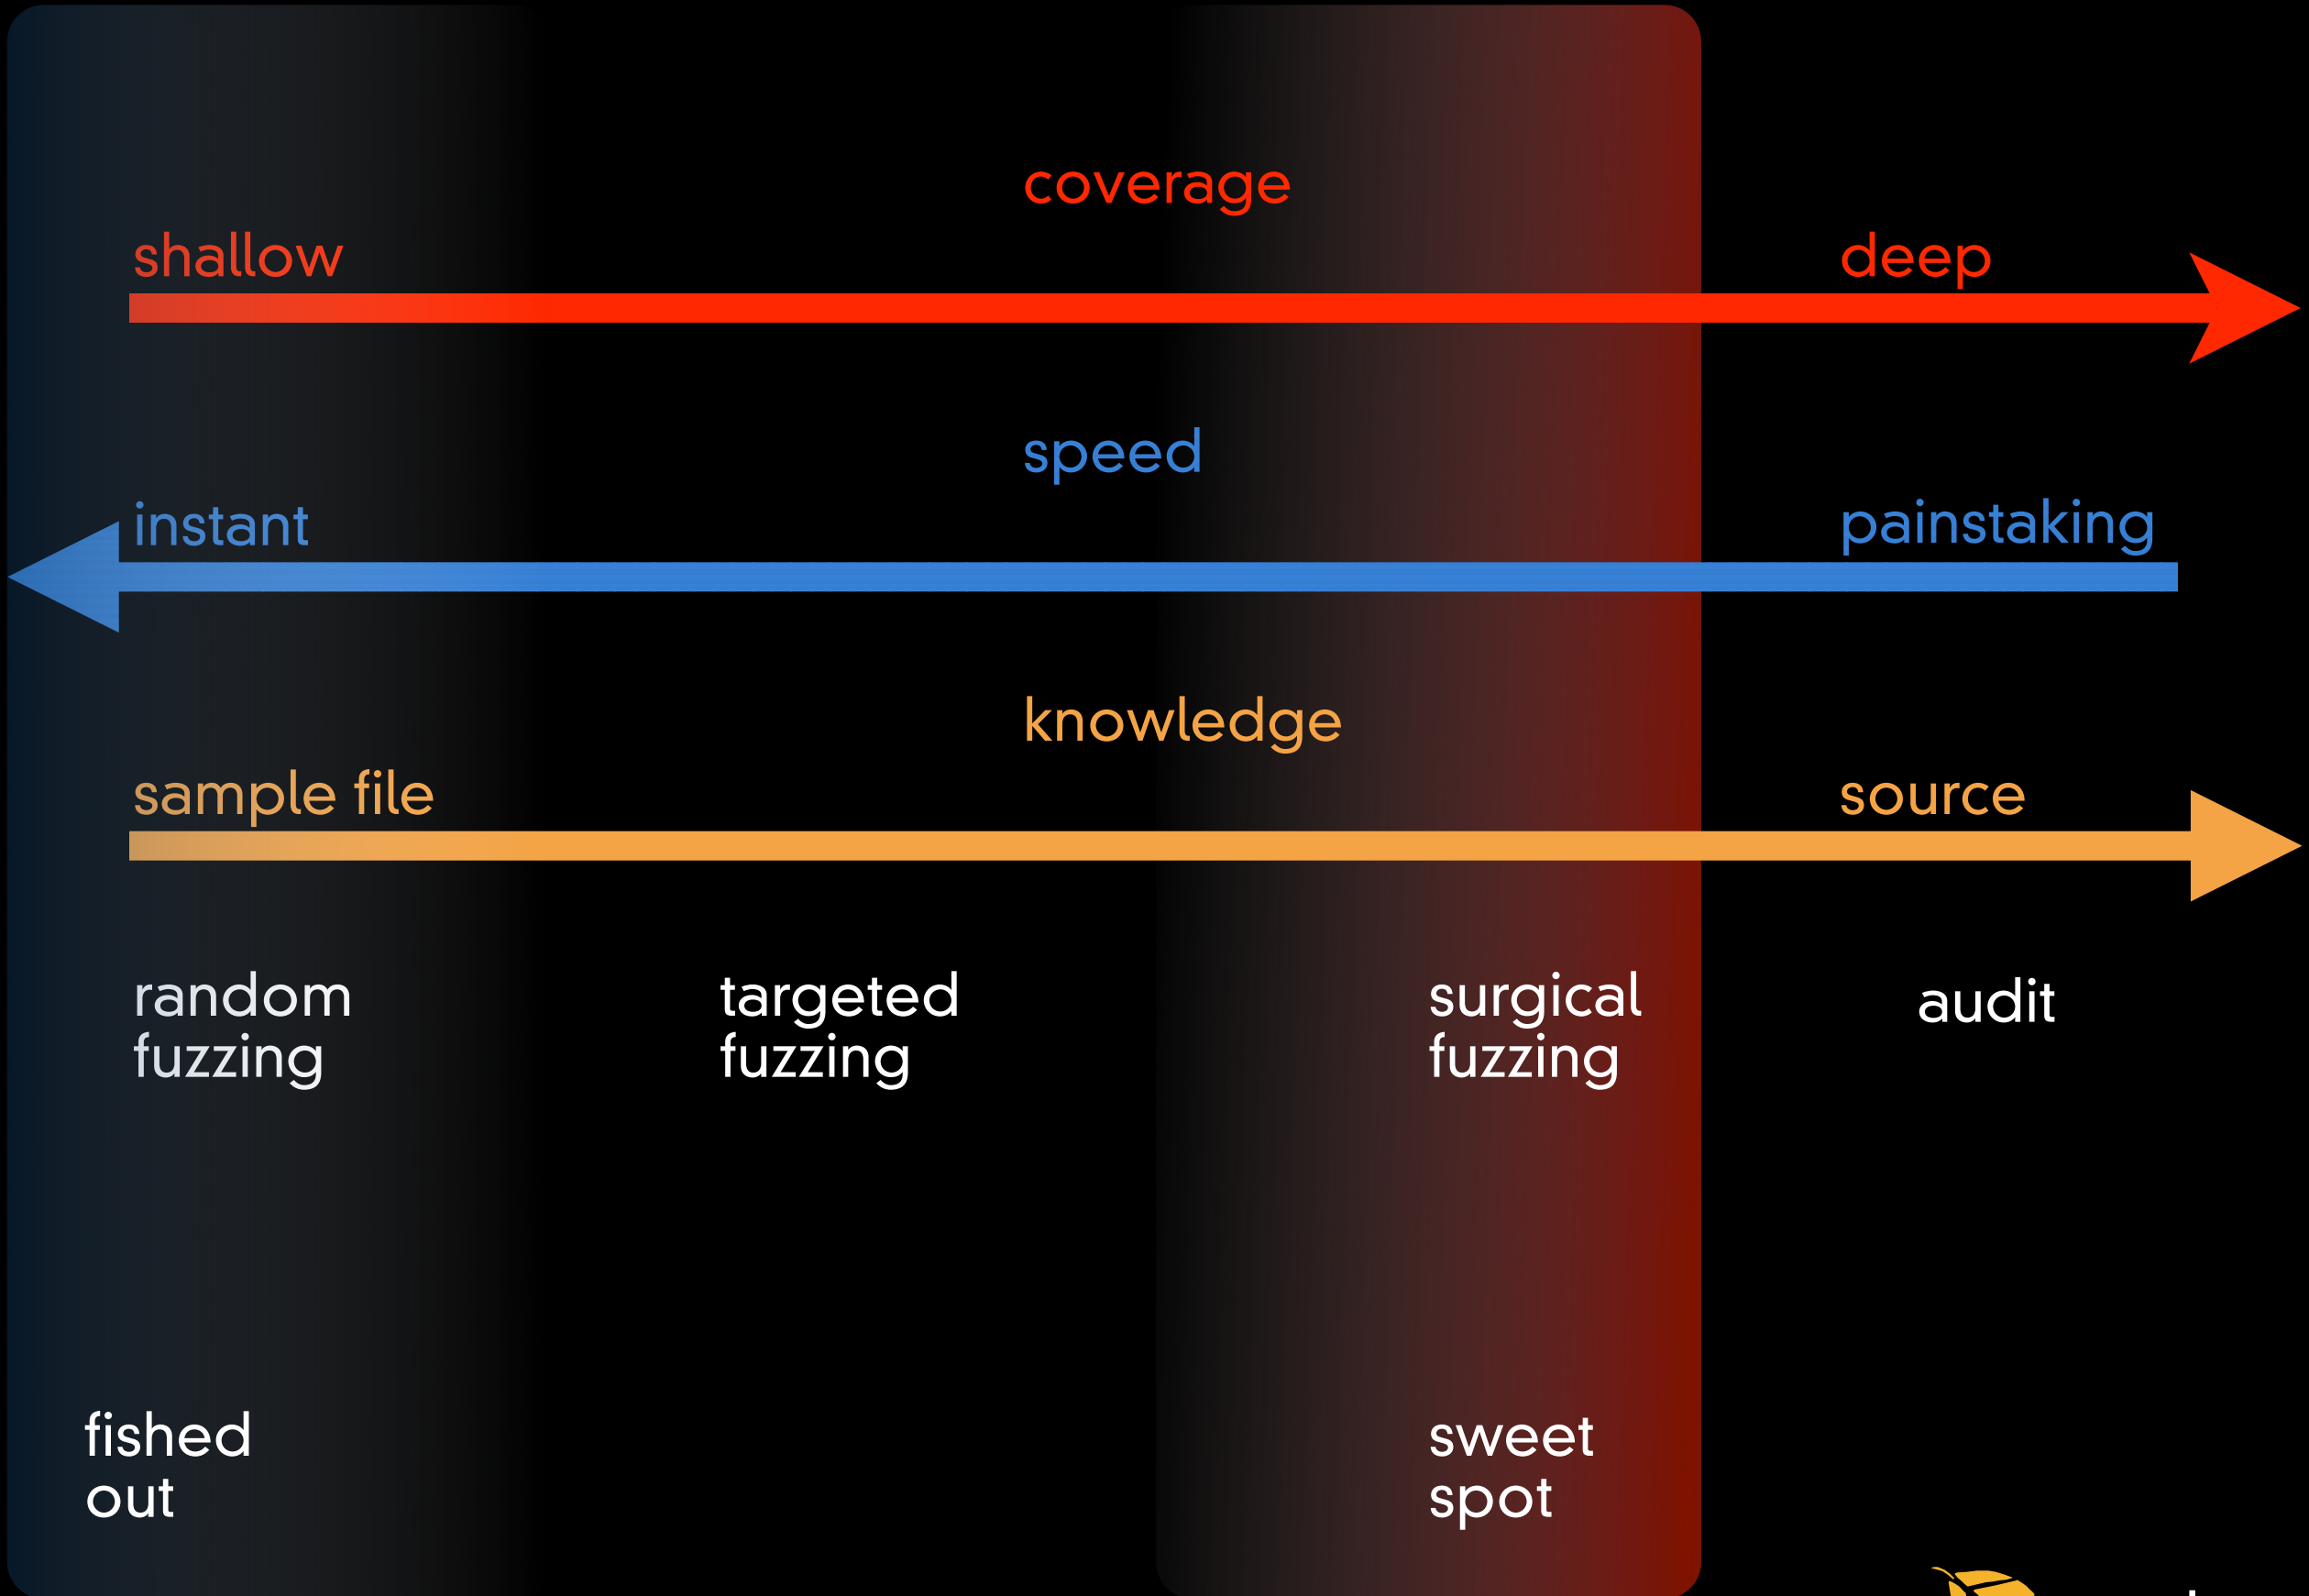 coverage
shallow
deep
speed
instant
painstaking
knowledge
sample file
source
random
fuzzing
targeted
fuzzing
surgical
fuzzing
audit
fished
out
sweet
spot